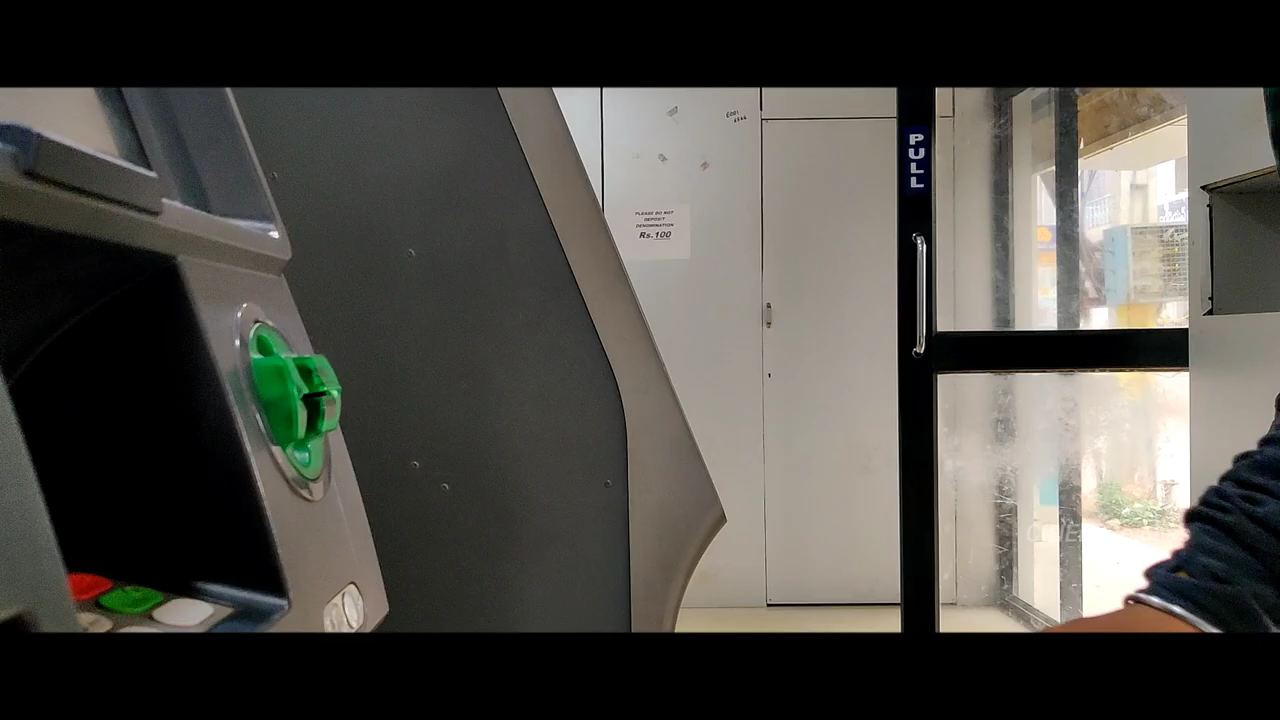 PULL
PLEASE DO NOT
DEPOSIT
DENOMINATION
Rs.100